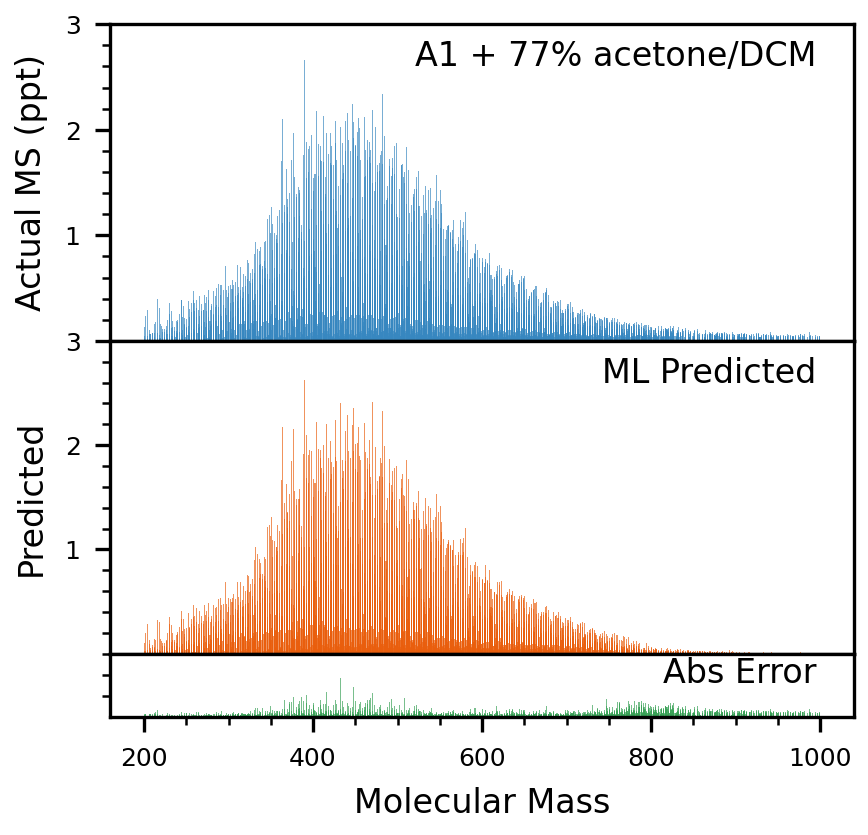 3
2
1
Actual MS (ppt)
A1 + 77% acetone/DCM
3
2
1
Predicted
ML Predicted
Abs Error
200 400 600 800 1000
Molecular Mass